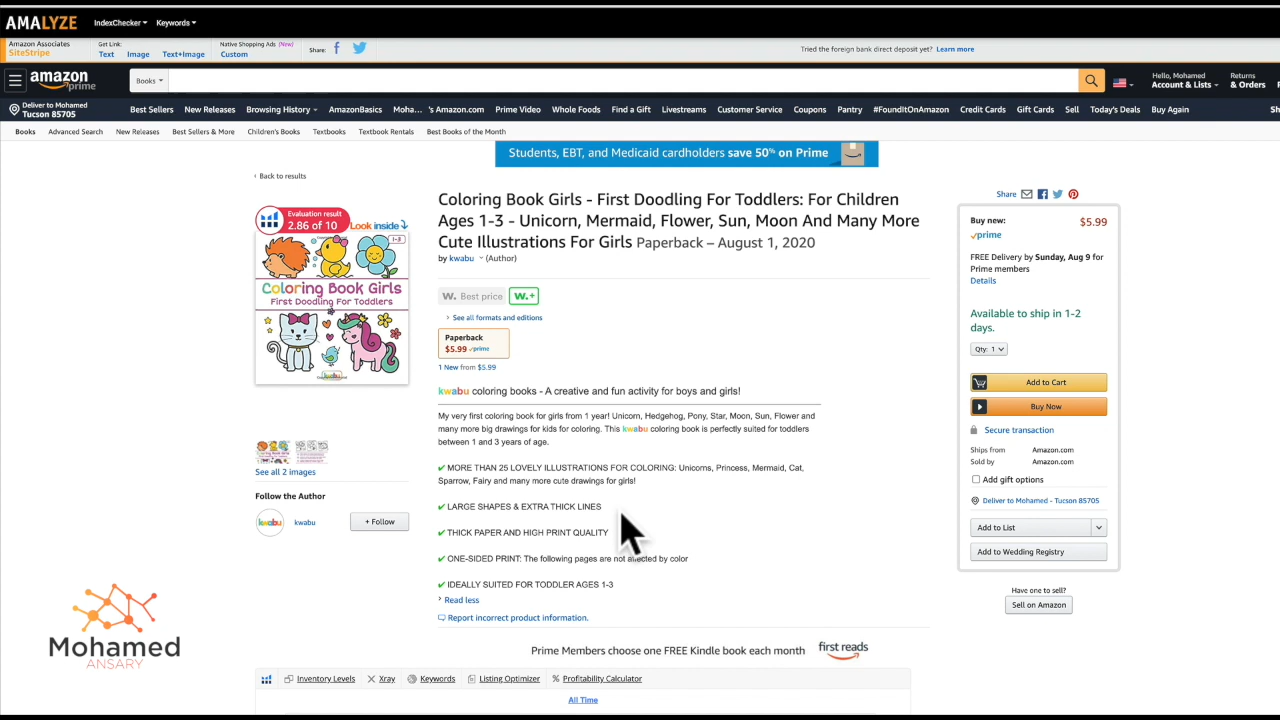 AMALYZE IndexChecker Keywords
Amazon Associates Get Link: Native Shopping Ads (New) Share: Tried the foreign bank direct deposit yet? Learn more
SiteStripe Text Image Text+Image Custom
amazon prime Books Hello, Mohamed Account & Lists Returns & Orders
Deliver to Mohamed Tucson 85705 Best Sellers New Releases Browsing History AmazonBasics Moha... 's Amazon.com Prime Video Whole Foods Find a Gift Livestreams Customer Service Coupons Pantry #FoundItOnAmazon Credit Cards Gift Cards Sell Today's Deals Buy Again Sh
Books Advanced Search New Releases Best Sellers & More Children's Books Textbooks Textbook Rentals Best Books of the Month
Students, EBT, and Medicaid cardholders save 50% on Prime
‹ Back to results
Evaluation result
2.86 of 10
Look inside
1-3
Coloring Book Girls
First Doodling For Toddlers
kwabu
See all 2 images
Follow the Author
kwabu kwabu + Follow
Mohamed
ANSARY
Coloring Book Girls - First Doodling For Toddlers: For Children
Ages 1-3 - Unicorn, Mermaid, Flower, Sun, Moon And Many More
Cute Illustrations For Girls Paperback – August 1, 2020
by kwabu (Author)
W. Best price W.+
› See all formats and editions
Paperback
$5.99 prime
1 New from $5.99
kwabu coloring books - A creative and fun activity for boys and girls!
My very first coloring book for girls from 1 year! Unicorn, Hedgehog, Pony, Star, Moon, Sun, Flower and
many more big drawings for kids for coloring. This kwabu coloring book is perfectly suited for toddlers
between 1 and 3 years of age.
✔ MORE THAN 25 LOVELY ILLUSTRATIONS FOR COLORING: Unicorns, Princess, Mermaid, Cat,
Sparrow, Fairy and many more cute drawings for girls!
✔ LARGE SHAPES & EXTRA THICK LINES
✔ THICK PAPER AND HIGH PRINT QUALITY
✔ ONE-SIDED PRINT: The following pages are not affected by color
✔ IDEALLY SUITED FOR TODDLER AGES 1-3
› Read less
Report incorrect product information.
Prime Members choose one FREE Kindle book each month first reads
Inventory Levels Xray Keywords Listing Optimizer % Profitability Calculator
All Time
Share
Buy new: $5.99
prime
FREE Delivery by Sunday, Aug 9 for
Prime members
Details
Available to ship in 1-2
days.
Qty: 1
Add to Cart
Buy Now
Secure transaction
Ships from Amazon.com
Sold by Amazon.com
Add gift options
Deliver to Mohamed - Tucson 85705
Add to List
Add to Wedding Registry
Have one to sell?
Sell on Amazon